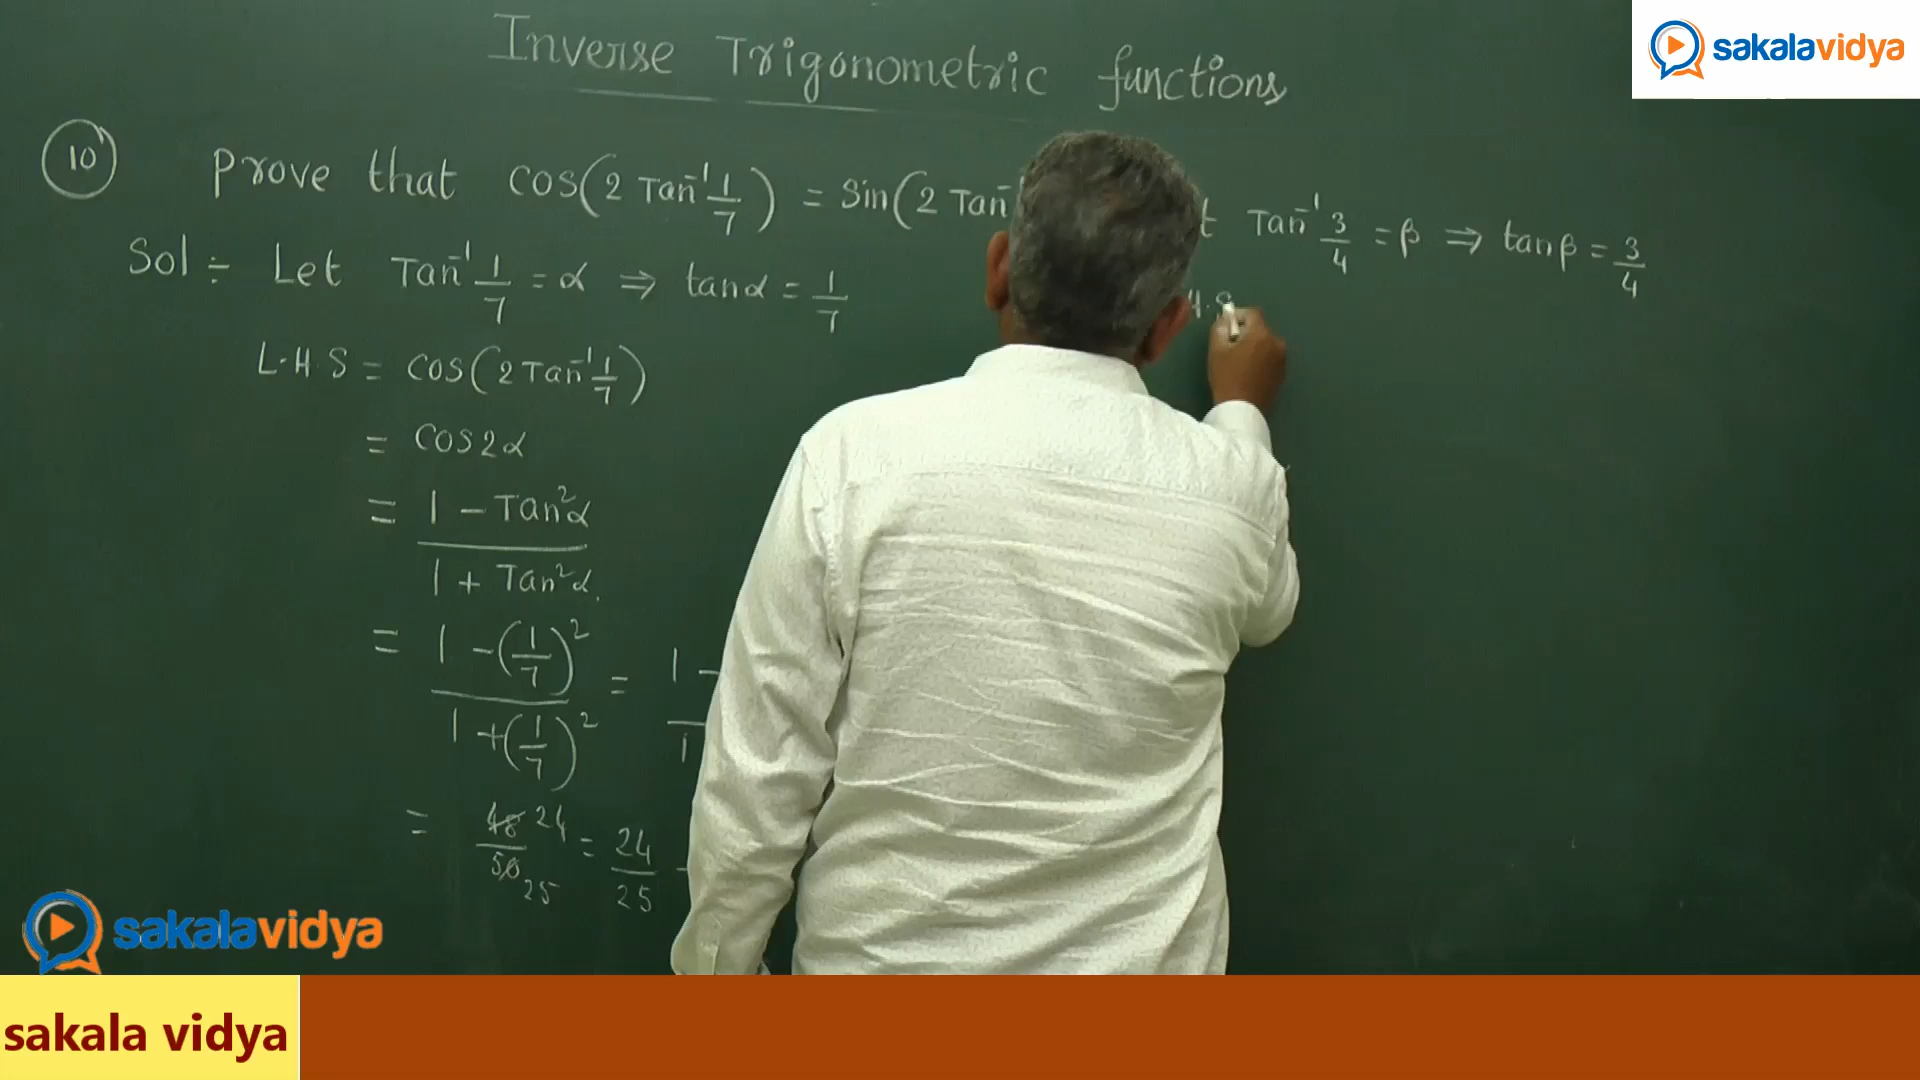 sakalavidya
Inverse Trigonometric functions
10 Prove that cos(2 Tan⁻¹ 1/7) = Sin(2 Tan⁻
Tan⁻¹ 3/4 = β ⇒ tanβ = 3/4
Sol ÷ Let Tan⁻¹ 1/7 = α ⇒ tanα = 1/7
L.H.S = cos(2 Tan⁻¹ 1/7)
= cos2α
= 1 - Tan²α / 1 + Tan²α.
= 1 - (1/7)² / 1 + (1/7)² = 1 -
= 48 24 / 50 25 = 24/25
sakalavidya
sakala vidya